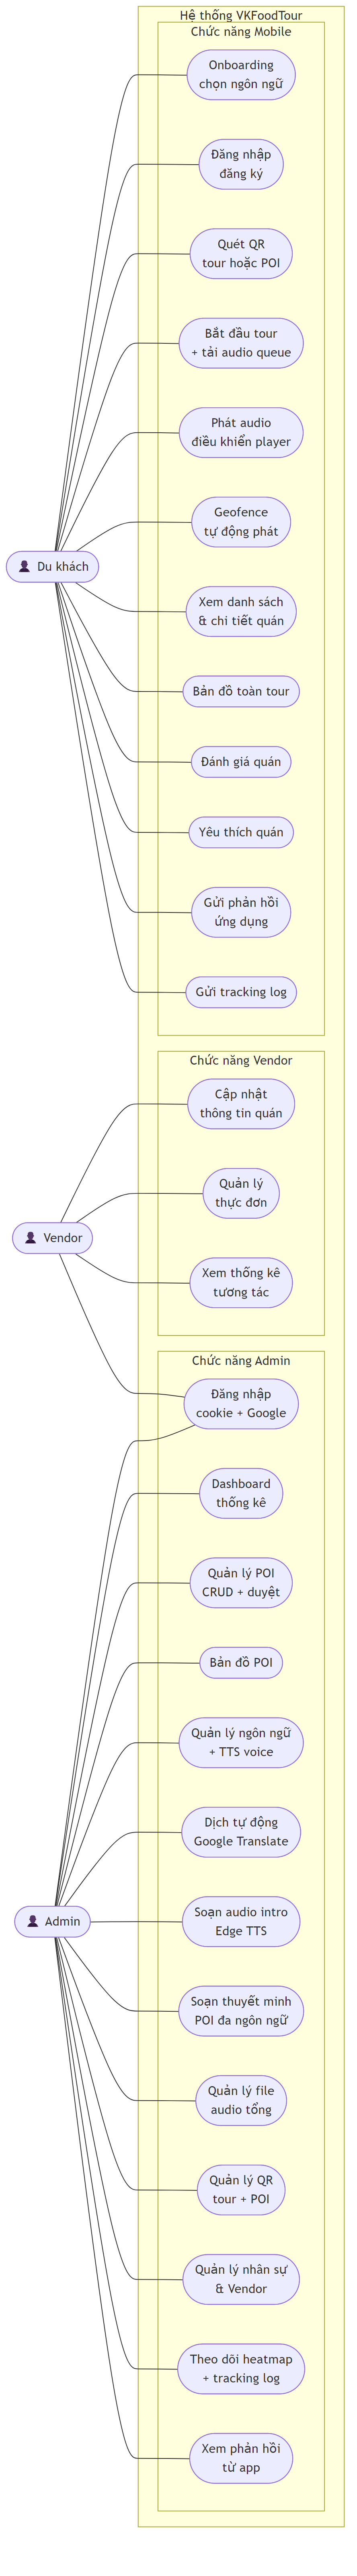 Hệ thống VKFoodTour
Chức năng Mobile
Onboarding
chọn ngôn ngữ
Đăng nhập
đăng ký
Quét QR
tour hoặc POI
Bắt đầu tour
+ tải audio queue
Phát audio
điều khiển player
Geofence
tự động phát
Du khách
Xem danh sách
& chi tiết quán
Bản đồ toàn tour
Đánh giá quán
Yêu thích quán
Gửi phản hồi
ứng dụng
Gửi tracking log
Chức năng Vendor
Cập nhật
thông tin quán
Quản lý
thực đơn
Vendor
Xem thống kê
tương tác
Chức năng Admin
Đăng nhập
cookie + Google
Dashboard
thống kê
Quản lý POI
CRUD + duyệt
Bản đồ POI
Quản lý ngôn ngữ
+ TTS voice
Dịch tự động
Google Translate
Admin
Soạn audio intro
Edge TTS
Soạn thuyết minh
POI đa ngôn ngữ
Quản lý file
audio tổng
Quản lý QR
tour + POI
Quản lý nhân sự
& Vendor
Theo dõi heatmap
+ tracking log
Xem phản hồi
từ app